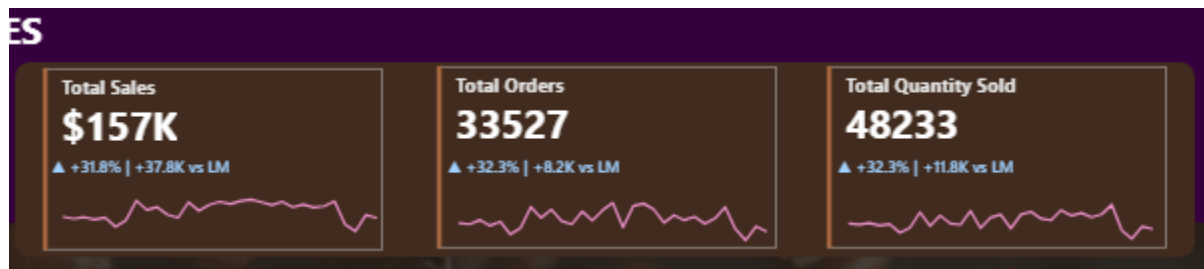 ES
Total Sales
$157K
▲ +31.8% | +37.8K vs LM
Total Orders
33527
▲ +32.3% | +8.2K vs LM
Total Quantity Sold
48233
▲ +32.3% | +11.8K vs LM